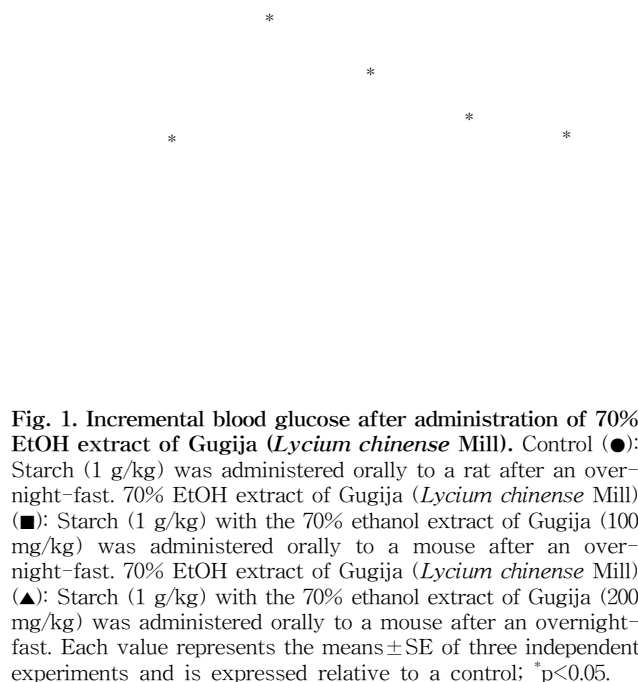 *
*
*
*
*
Fig. 1. Incremental blood glucose after administration of 70%
EtOH extract of Gugija (Lycium chinense Mill). Control (●):
Starch (1 g/kg) was administered orally to a rat after an over-
night-fast. 70% EtOH extract of Gugija (Lycium chinense Mill)
(■): Starch (1 g/kg) with the 70% ethanol extract of Gugija (100
mg/kg) was administered orally to a mouse after an over-
night-fast. 70% EtOH extract of Gugija (Lycium chinense Mill)
(▲): Starch (1 g/kg) with the 70% ethanol extract of Gugija (200
mg/kg) was administered orally to a mouse after an overnight-
fast. Each value represents the means±SE of three independent
experiments and is expressed relative to a control; *p<0.05.